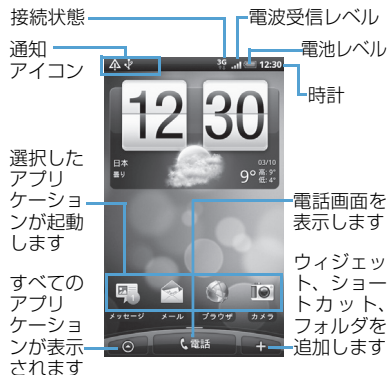 接続状態
電波受信レベル
通知
アイコン
電池レベル
時計
3G
12:30
12 30
日本
曇り
03/10
9°
高: 9°
低: 4°
選択した
アプリ
ケーショ
ンが起動
します
電話画面を
表示します
メッセージ
メール
ブラウザ
カメラ
すべての
アプリ
ケーショ
ンが表示
されます
電話
ウィジェッ
ト、ショー
トカット、
フォルダを
追加します